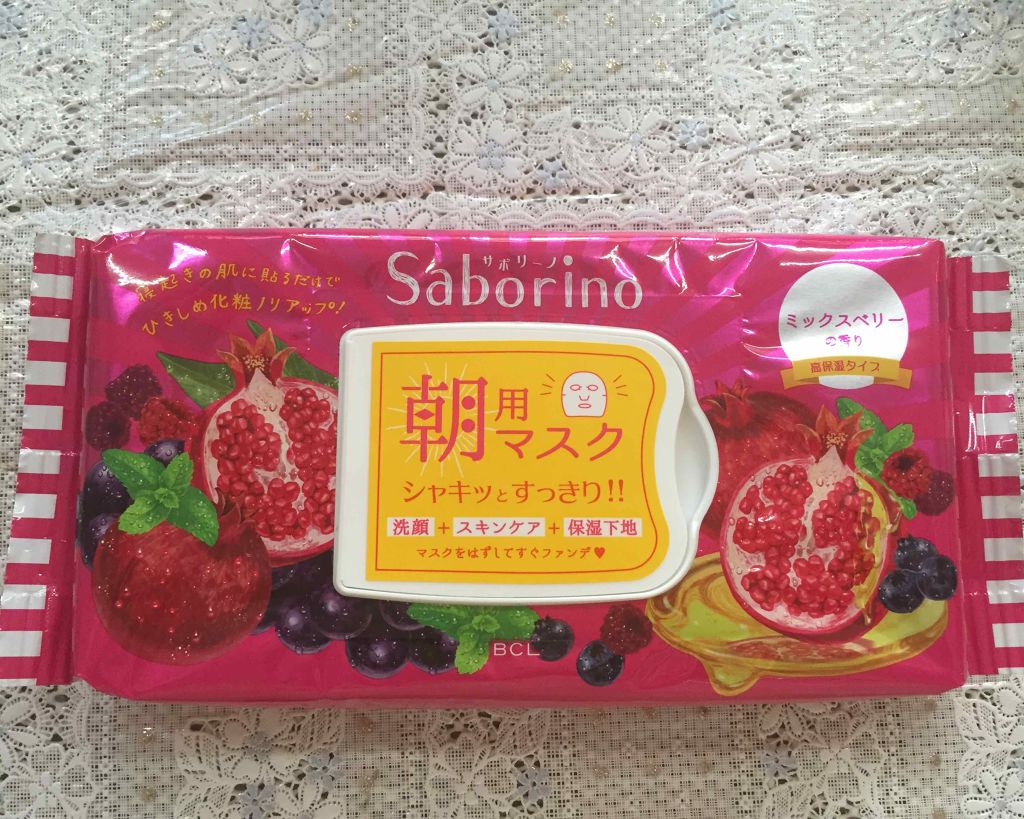 寝起きの肌に貼るだけで
ひきしめ化粧ノリアップ!
サボリーノ
Saborino
ミックスベリー
の香り
高保湿タイプ
朝用
マスク
シャキッとすっきり!!
洗顔+スキンケア+保湿下地
マスクをはずしてすぐファンデ♥
BCL